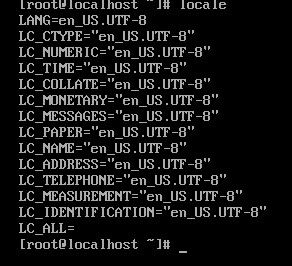 [root@localhost ~]# locale
LANG=en_US.UTF-8
LC_CTYPE="en_US.UTF-8"
LC_NUMERIC="en_US.UTF-8"
LC_TIME="en_US.UTF-8"
LC_COLLATE="en_US.UTF-8"
LC_MONETARY="en_US.UTF-8"
LC_MESSAGES="en_US.UTF-8"
LC_PAPER="en_US.UTF-8"
LC_NAME="en_US.UTF-8"
LC_ADDRESS="en_US.UTF-8"
LC_TELEPHONE="en_US.UTF-8"
LC_MEASUREMENT="en_US.UTF-8"
LC_IDENTIFICATION="en_US.UTF-8"
LC_ALL=
[root@localhost ~]# _